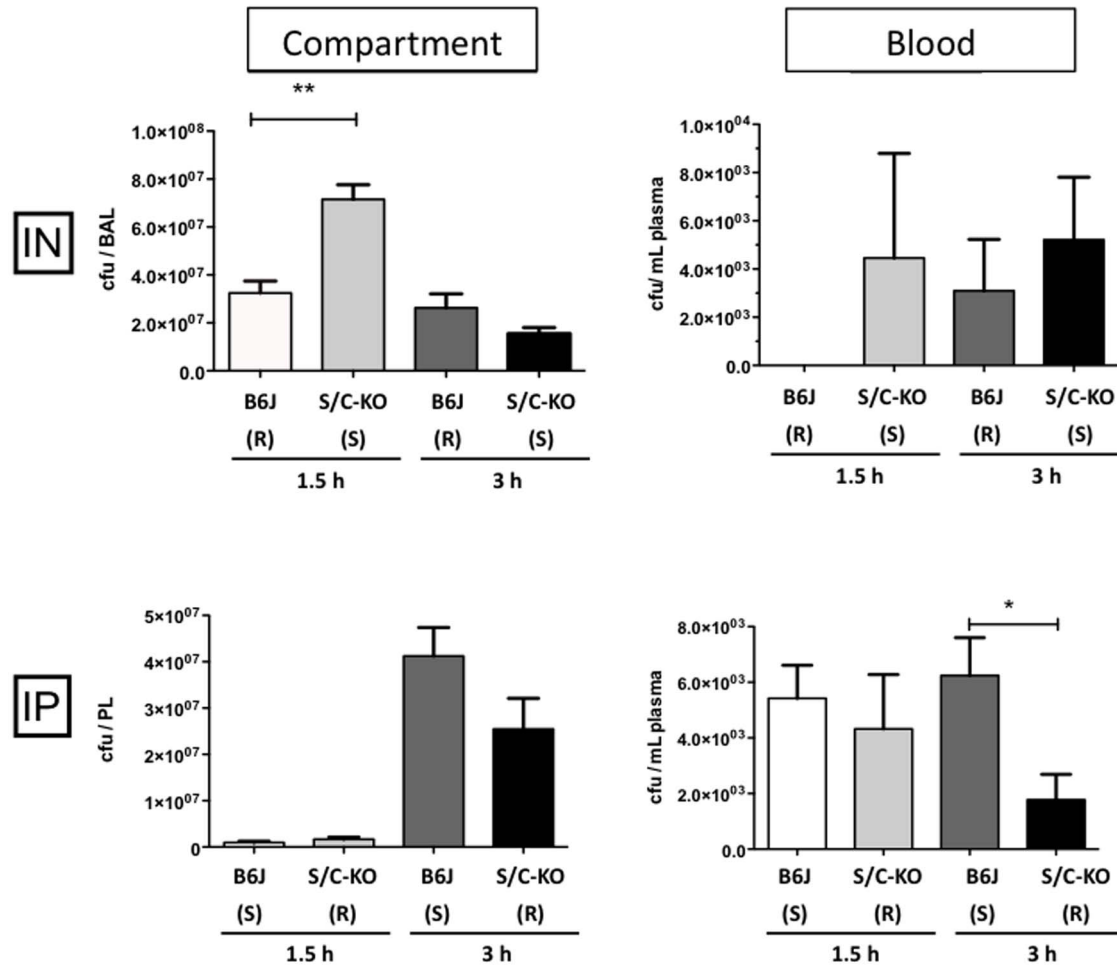 Compartment
Blood
IN
**
cfu / BAL
1.0×10⁰⁸
8.0×10⁰⁷
6.0×10⁰⁷
4.0×10⁰⁷
2.0×10⁰⁷
0.0
B6J S/C-KO B6J S/C-KO
(R) (S) (R) (S)
1.5 h 3 h
cfu/ mL plasma
1.0×10⁰⁴
8.0×10⁰³
6.0×10⁰³
4.0×10⁰³
2.0×10⁰³
0.0
B6J S/C-KO B6J S/C-KO
(R) (S) (R) (S)
1.5 h 3 h
IP
cfu / PL
5×10⁰⁷
4×10⁰⁷
3×10⁰⁷
2×10⁰⁷
1×10⁰⁷
0
B6J S/C-KO B6J S/C-KO
(S) (R) (S) (R)
1.5 h 3 h
*
cfu / mL plasma
8.0×10⁰³
6.0×10⁰³
4.0×10⁰³
2.0×10⁰³
0.0
B6J S/C-KO B6J S/C-KO
(S) (R) (S) (R)
1.5 h 3 h